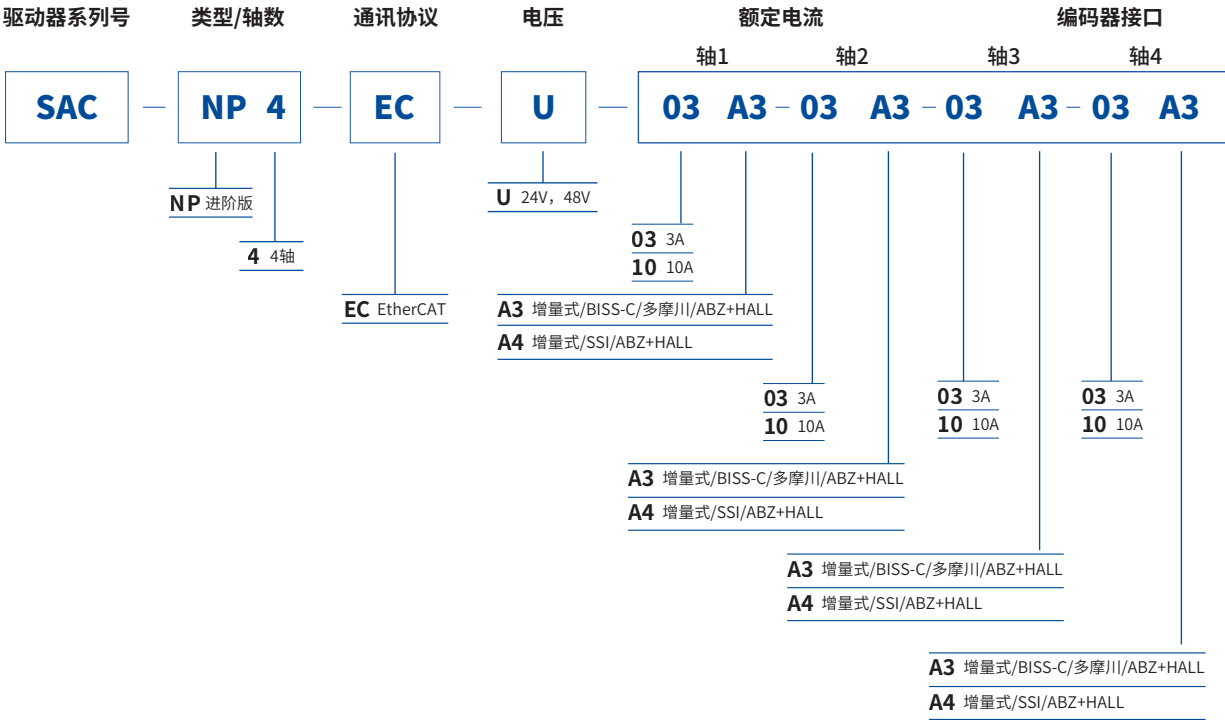 驱动器系列号 类型/轴数 通讯协议 电压 额定电流 编码器接口
轴1 轴2 轴3 轴4
SAC — NP 4 — EC — U — 03 A3 – 03 A3 – 03 A3 – 03 A3
NP 进阶版
U 24V，48V
4 4轴
03 3A
10 10A
EC EtherCAT
A3 增量式/BISS-C/多摩川/ABZ+HALL
A4 增量式/SSI/ABZ+HALL
03 3A 03 3A 03 3A
10 10A 10 10A 10 10A
A3 增量式/BISS-C/多摩川/ABZ+HALL
A4 增量式/SSI/ABZ+HALL
A3 增量式/BISS-C/多摩川/ABZ+HALL
A4 增量式/SSI/ABZ+HALL
A3 增量式/BISS-C/多摩川/ABZ+HALL
A4 增量式/SSI/ABZ+HALL